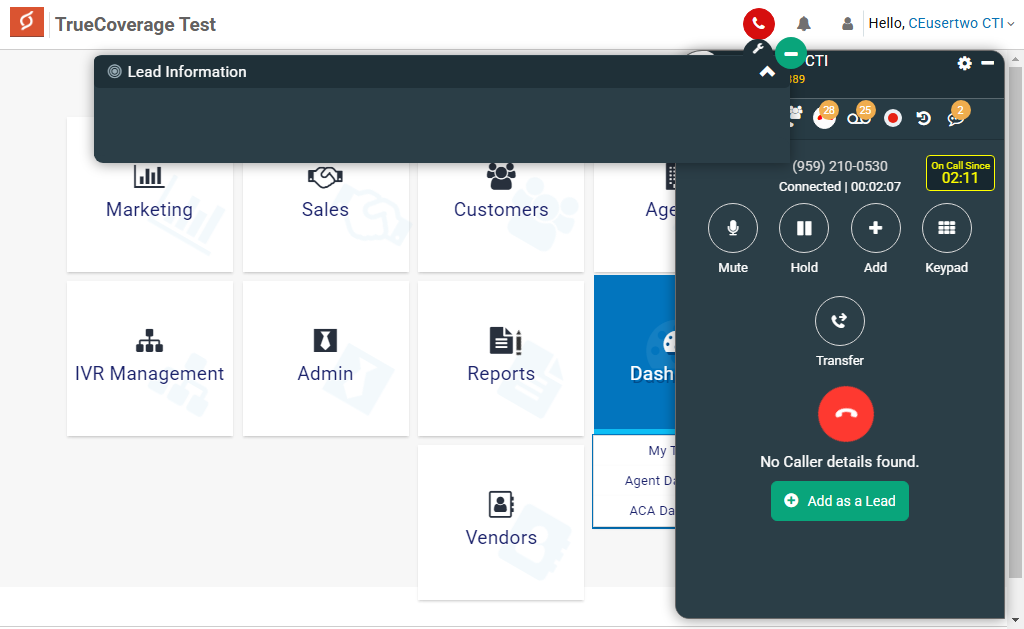 TrueCoverage Test
Hello, CEusertwo CTI
Lead Information
CTI
389
28
25
2
(959) 210-0530
Connected | 00:02:07
On Call Since
02:11
Mute
Hold
Add
Keypad
Transfer
No Caller details found.
Add as a Lead
Marketing
Sales
Customers
Age
IVR Management
Admin
Reports
Dash
My T
Agent Da
ACA Da
Vendors